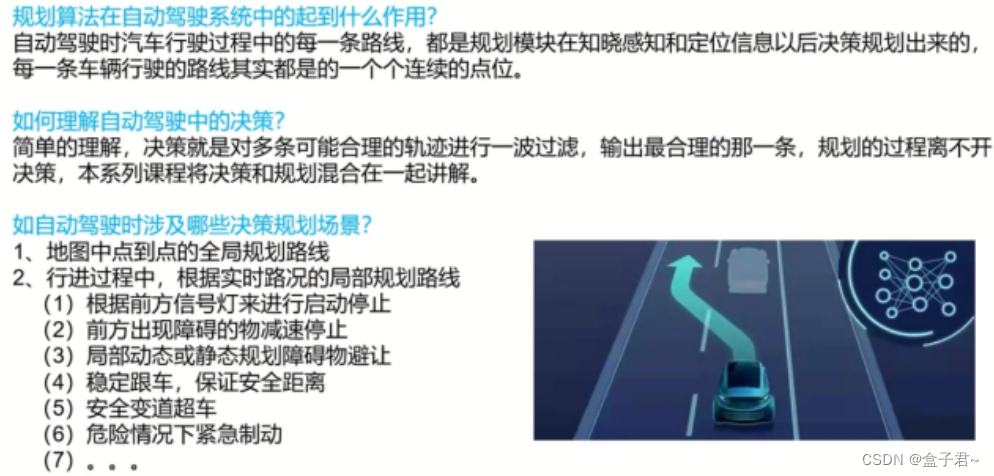 规划算法在自动驾驶系统中的起到什么作用?
自动驾驶时汽车行驶过程中的每一条路线，都是规划模块在知晓感知和定位信息以后决策规划出来的，
每一条车辆行驶的路线其实都是的一个个连续的点位。
如何理解自动驾驶中的决策?
简单的理解，决策就是对多条可能合理的轨迹进行一波过滤，输出最合理的那一条，规划的过程离不开
决策，本系列课程将决策和规划混合在一起讲解。
如自动驾驶时涉及哪些决策规划场景?
1、地图中点到点的全局规划路线
2、行进过程中，根据实时路况的局部规划路线
（1）根据前方信号灯来进行启动停止
（2）前方出现障碍的物减速停止
（3）局部动态或静态规划障碍物避让
（4）稳定跟车，保证安全距离
（5）安全变道超车
（6）危险情况下紧急制动
（7）。。。
CSDN @盒子君~